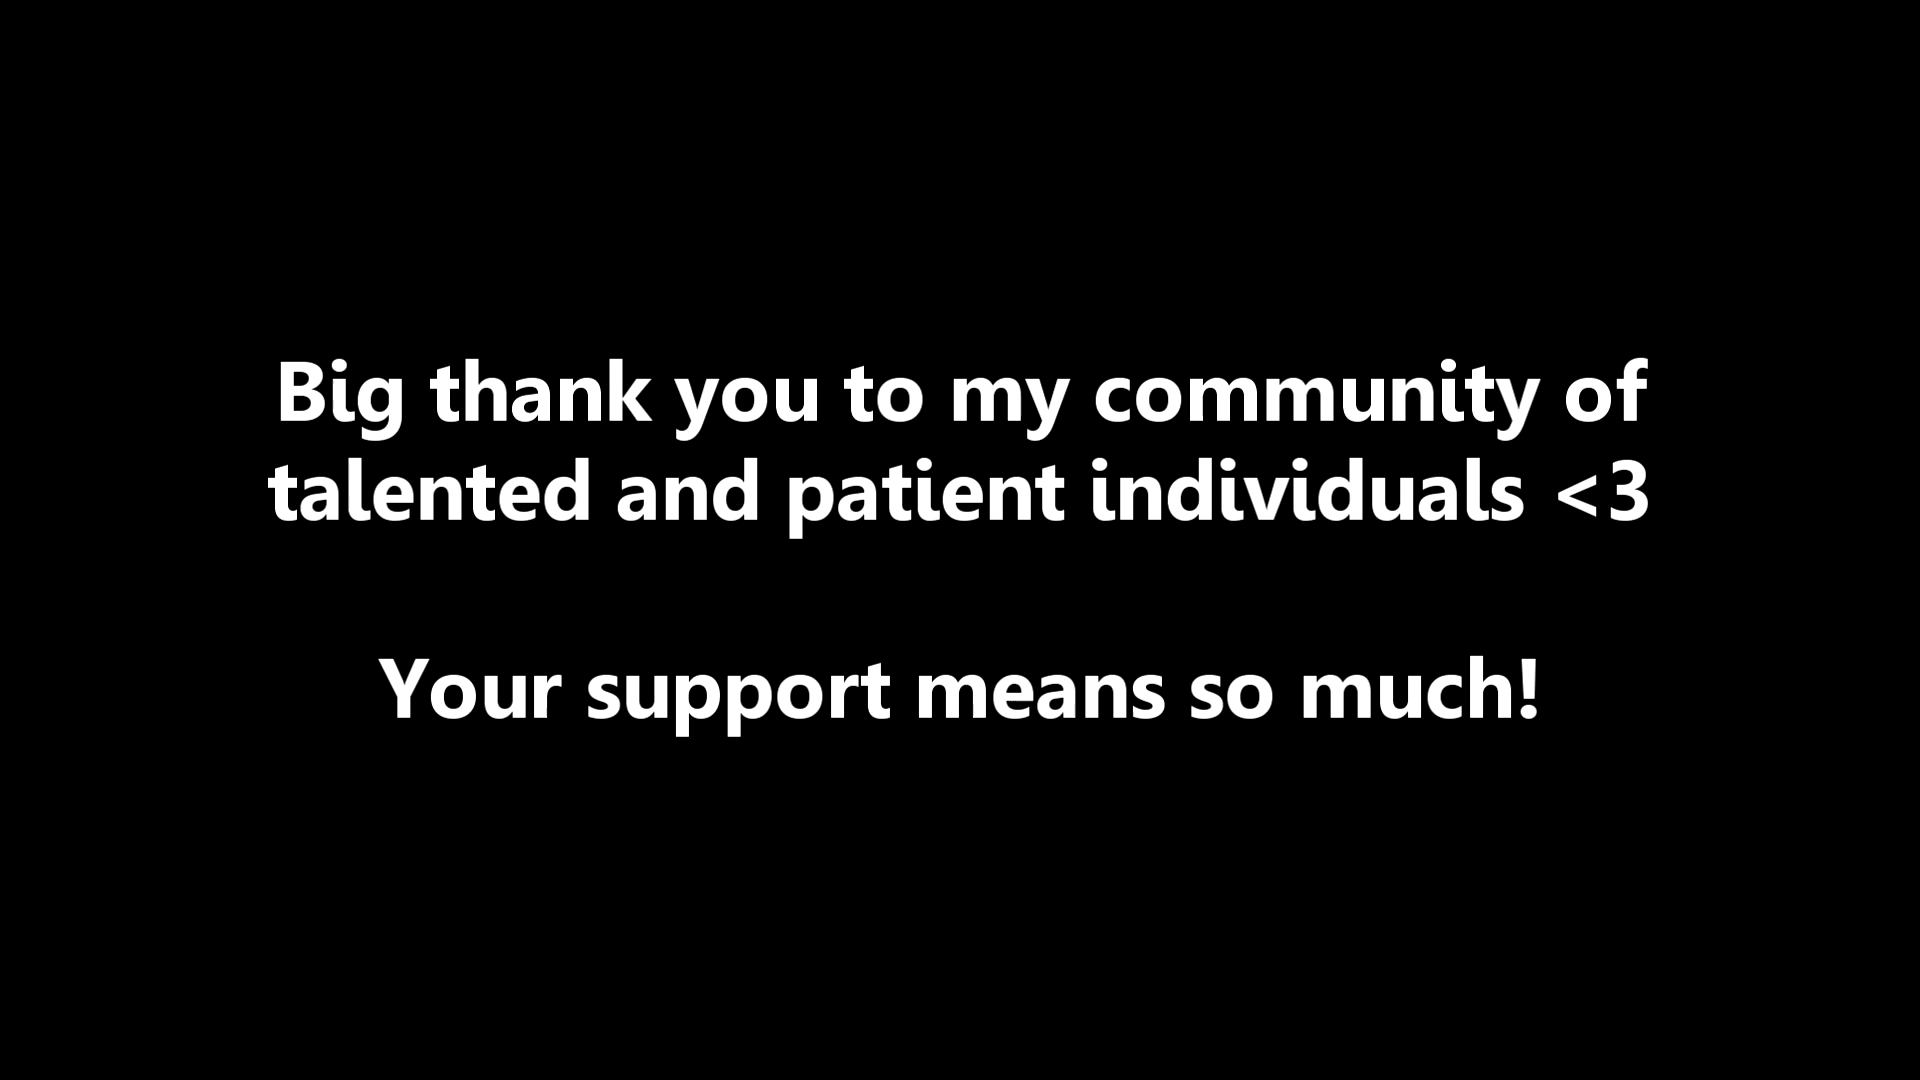 Big thank you to my community of
talented and patient individuals <3
Your support means so much!